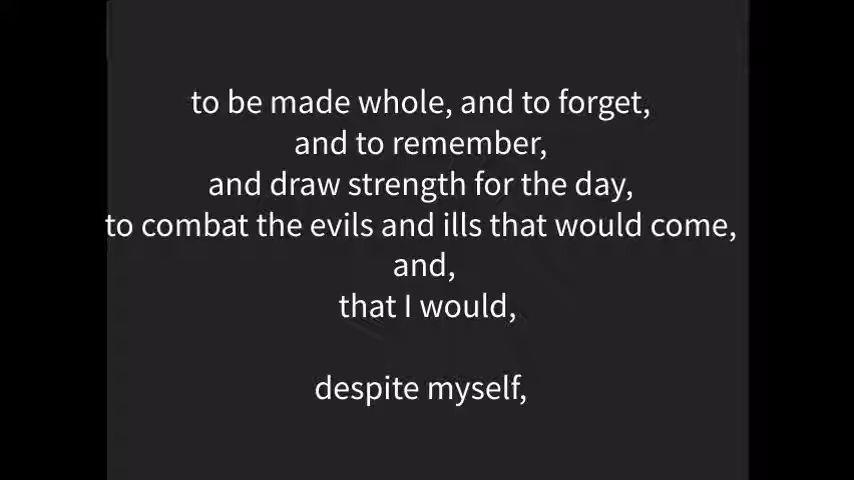 to be made whole, and to forget,
and to remember,
and draw strength for the day,
to combat the evils and ills that would come,
and,
that I would,
despite myself,